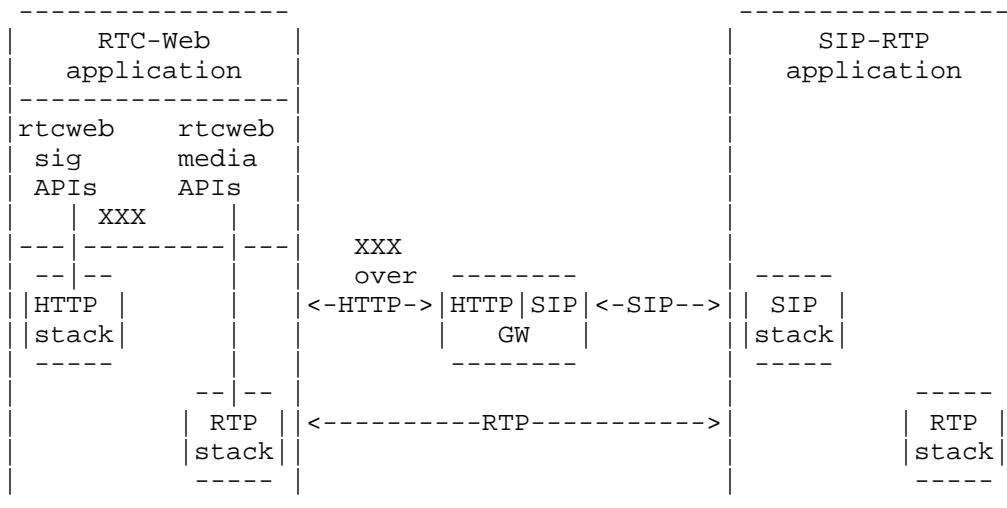 RTC-Web SIP-RTP
application application
rtcweb rtcweb
sig media
APIs APIs
XXX
XXX
over
HTTP <-HTTP-> HTTP|SIP <-SIP--> SIP
stack GW stack
RTP <----------RTP-----------> RTP
stack stack